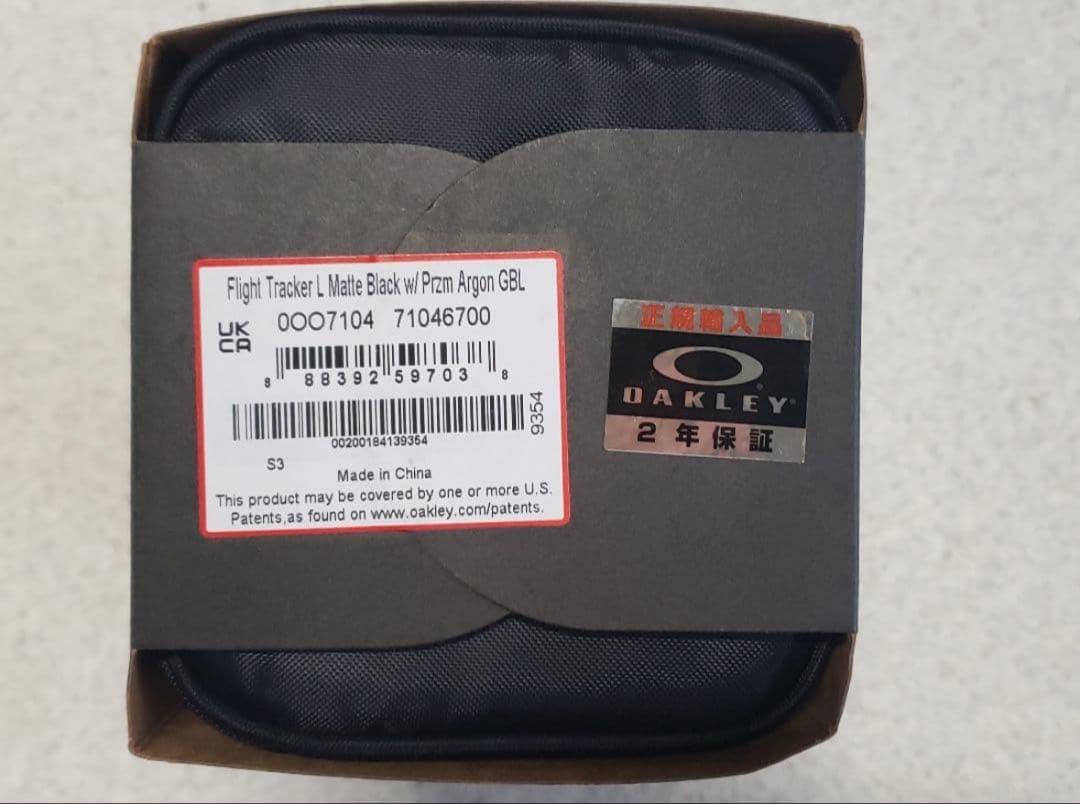 Flight Tracker L Matte Black w/ Przm Argon GBL
UK
CA
0OO7104 71046700
8 88392 59703 8
00200184139354
9354
S3
Made in China
This product may be covered by one or more U.S.
Patents,as found on www.oakley.com/patents.
正規輸入品
OAKLEY
2年保証